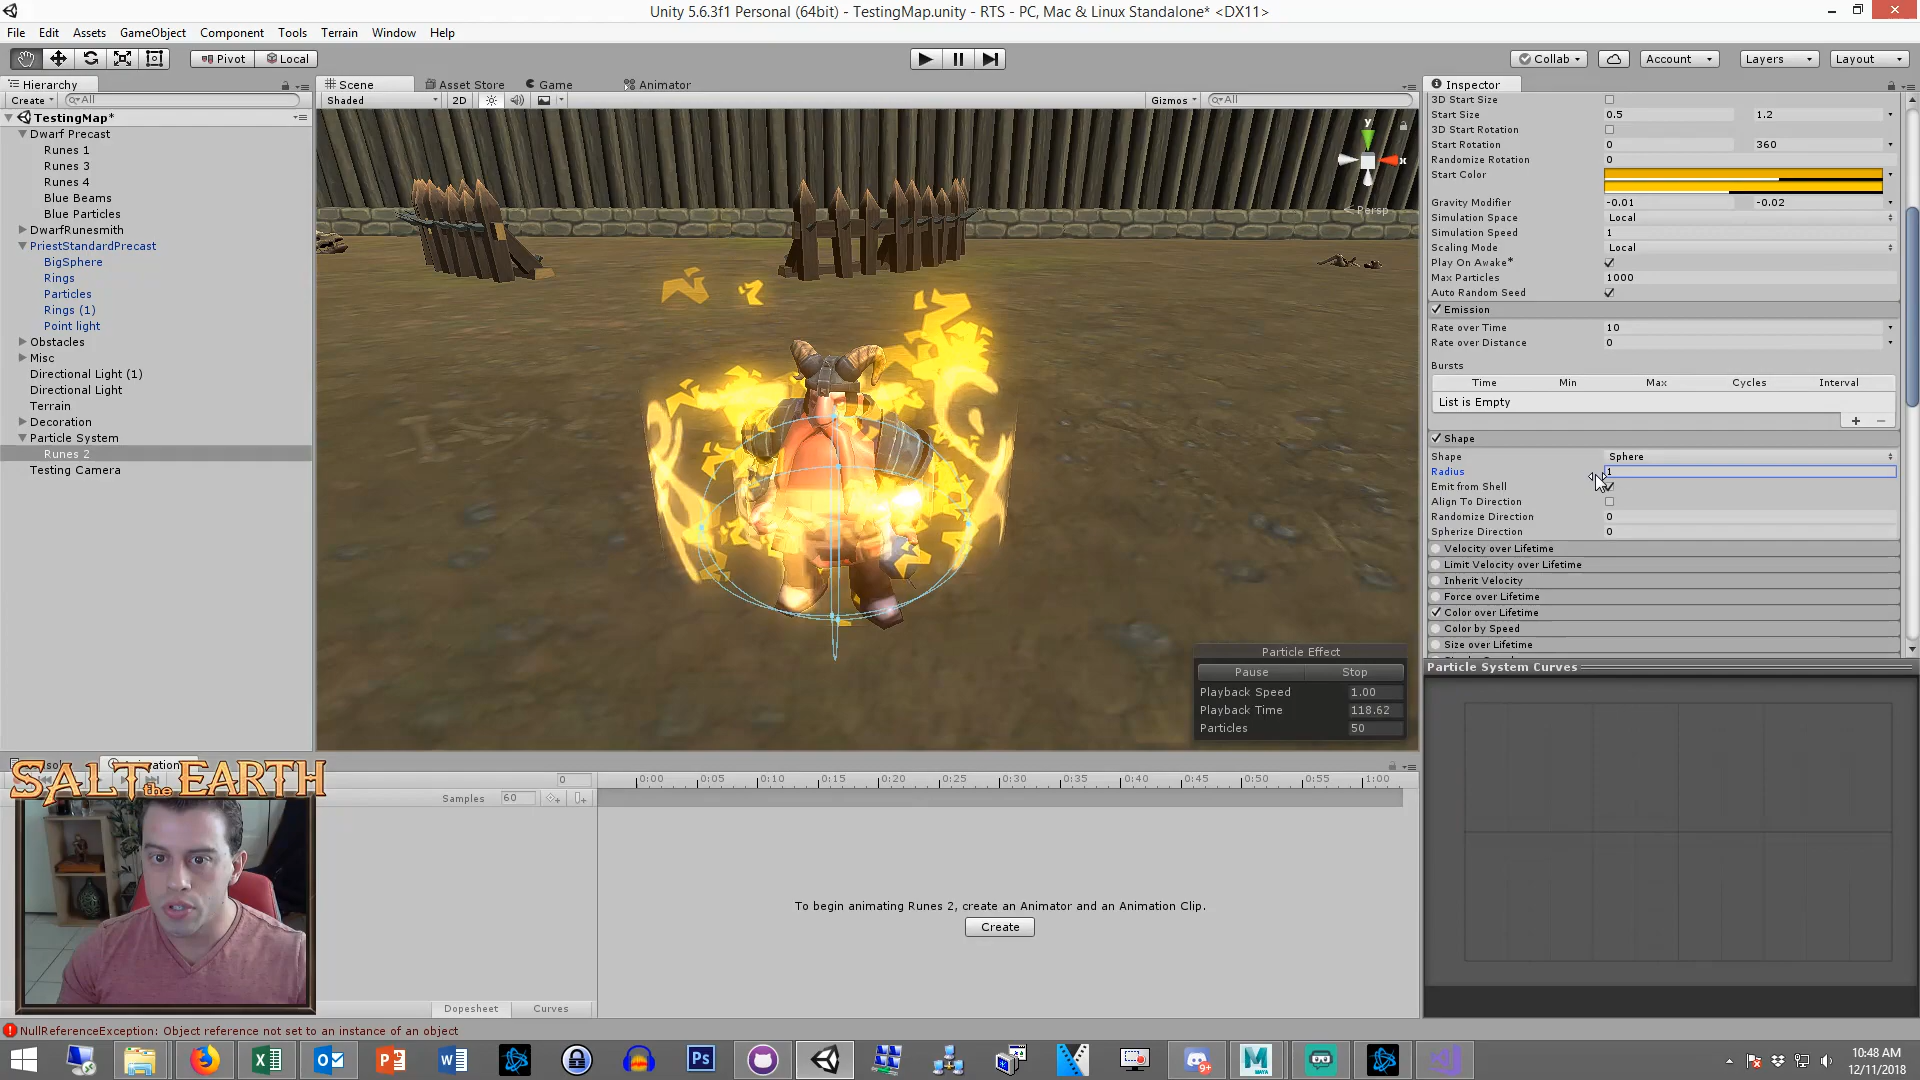 Unity 5.6.3f1 Personal (64bit) - TestingMap.unity - RTS - PC, Mac & Linux Standalone* <DX11>
File Edit Assets GameObject Component Tools Terrain Window Help
Pivot Local Collab Account Layers Layout
Hierarchy
Create All
TestingMap*
Dwarf Precast
Runes 1
Runes 3
Runes 4
Blue Beams
Blue Particles
DwarfRunesmith
PriestStandardPrecast
BigSphere
Rings
Particles
Rings (1)
Point light
Obstacles
Misc
Directional Light (1)
Directional Light
Terrain
Decoration
Particle System
Runes 2
Testing Camera
Scene Asset Store Game Animator
Shaded 2D Gizmos All
y
x
Persp
Particle Effect
Pause Stop
Playback Speed 1.00
Playback Time 118.62
Particles 50
Inspector
3D Start Size
Start Size 0.5 1.2
3D Start Rotation
Start Rotation 0 360
Randomize Rotation 0
Start Color
Gravity Modifier -0.01 -0.02
Simulation Space Local
Simulation Speed 1
Scaling Mode Local
Play On Awake*
Max Particles 1000
Auto Random Seed
Emission
Rate over Time 10
Rate over Distance 0
Bursts
Time Min Max Cycles Interval
List is Empty
Shape
Shape Sphere
Radius 1
Emit from Shell
Align To Direction
Randomize Direction 0
Spherize Direction 0
Velocity over Lifetime
Limit Velocity over Lifetime
Inherit Velocity
Force over Lifetime
Color over Lifetime
Color by Speed
Size over Lifetime
Particle System Curves
SALT the EARTH
0 0:00 0:05 0:10 0:15 0:20 0:25 0:30 0:35 0:40 0:45 0:50 0:55 1:00
Samples 60
To begin animating Runes 2, create an Animator and an Animation Clip.
Create
Dopesheet Curves
NullReferenceException: Object reference not set to an instance of an object
Ps
9+
MAYA
10:48 AM
12/11/2018